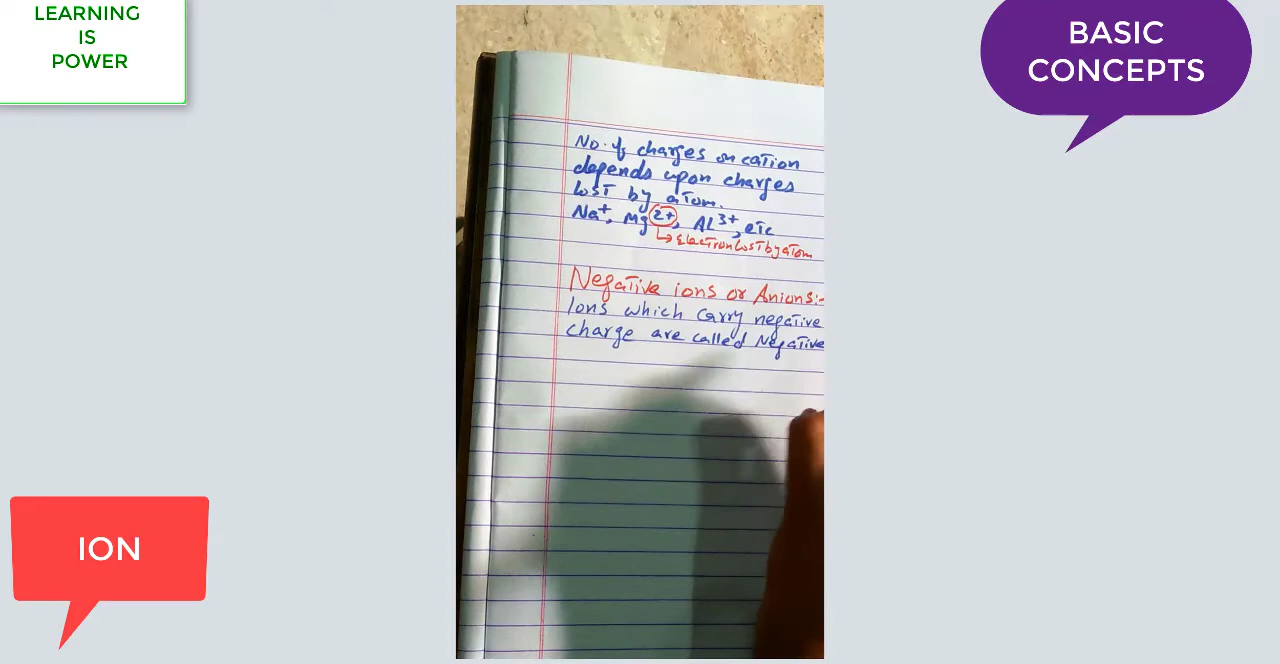 LEARNING
IS
POWER
BASIC
CONCEPTS
No. of charges on cation
depends upon charges
lost by atom.
Na⁺, Mg²⁺, Al³⁺, etc
↳ Electron lost by atom
Negative ions or Anions:-
Ions which carry negative
charge are called Negative
ION